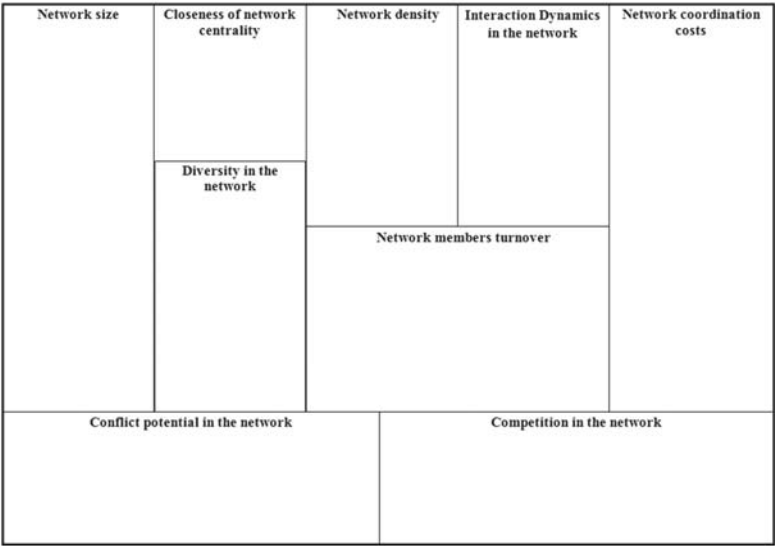 Network size
Closeness of network
centrality
Network density
Interaction Dynamics
in the network
Network coordination
costs
Diversity in the
network
Network members turnover
Conflict potential in the network
Competition in the network